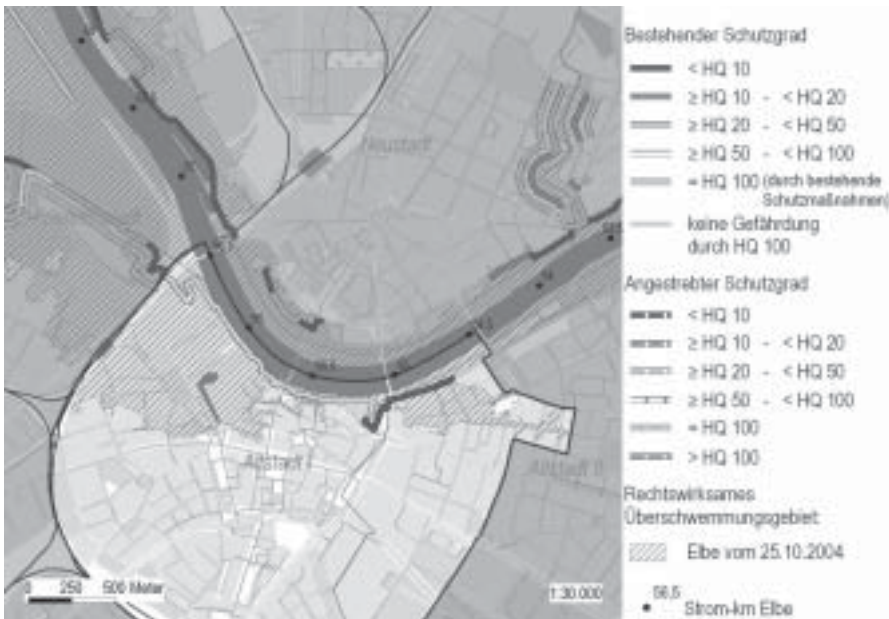 Neustadt
Altstadt I
Altstadt II
0 250 500 Meter
1:30.000
Bestehender Schutzgrad
< HQ 10
≥ HQ 10 - < HQ 20
≥ HQ 20 - < HQ 50
≥ HQ 50 - < HQ 100
= HQ 100 (durch bestehende
Schutzmaßnahmen)
keine Gefährdung
durch HQ 100
Angestrebter Schutzgrad
< HQ 10
≥ HQ 10 - < HQ 20
≥ HQ 20 - < HQ 50
≥ HQ 50 - < HQ 100
= HQ 100
> HQ 100
Rechtswirksames
Überschwemmungsgebiet:
Elbe vom 25.10.2004
56,5
Strom-km Elbe